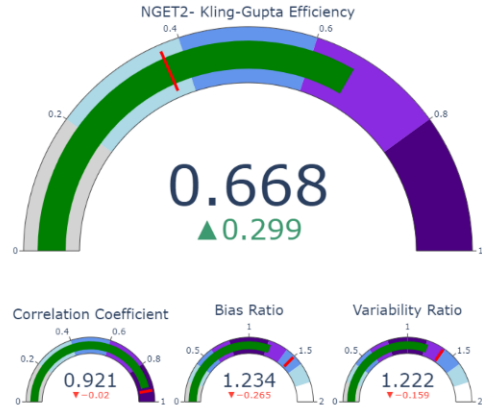 NGET2- Kling-Gupta Efficiency
0.4 0.6
0.2 0.8
0.668
▲0.299
0 1
Correlation Coefficient Bias Ratio Variability Ratio
0.4 0.6 1 1
0.2 0.8 0.5 1.5 0.5 1.5
0.921 1.234 1.222
▼−0.02 ▼−0.265 ▼−0.159
0 1 0 2 0 2